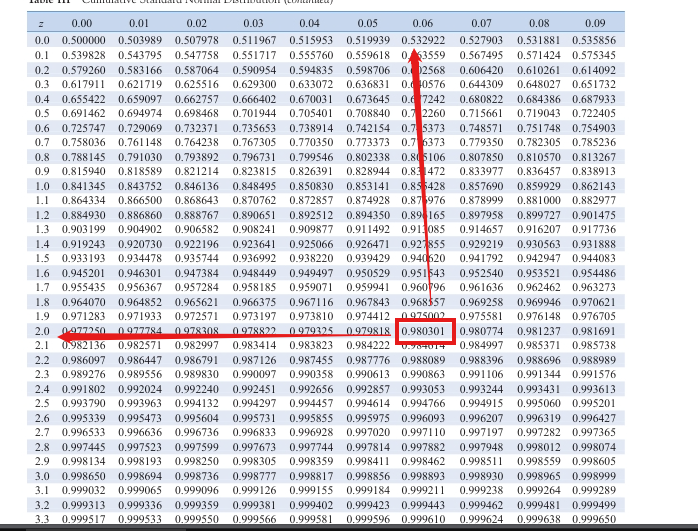 Table III Cumulative Standard Normal Distribution (continued)
z 0.00 0.01 0.02 0.03 0.04 0.05 0.06 0.07 0.08 0.09
0.0 0.500000 0.503989 0.507978 0.511967 0.515953 0.519939 0.532922 0.527903 0.531881 0.535856
0.1 0.539828 0.543795 0.547758 0.551717 0.555760 0.559618 0.567495 0.571424 0.575345
0.2 0.579260 0.583166 0.587064 0.590954 0.594835 0.598706 0.606420 0.610261 0.614092
0.3 0.617911 0.621719 0.625516 0.629300 0.633072 0.636831 0.644309 0.648027 0.651732
0.4 0.655422 0.659097 0.662757 0.666402 0.670031 0.673645 0.680822 0.684386 0.687933
0.5 0.691462 0.694974 0.698468 0.701944 0.705401 0.708840 0.715661 0.719043 0.722405
0.6 0.725747 0.729069 0.732371 0.735653 0.738914 0.742154 0.748571 0.751748 0.754903
0.7 0.758036 0.761148 0.764238 0.767305 0.770350 0.773373 0.779350 0.782305 0.785236
0.8 0.788145 0.791030 0.793892 0.796731 0.799546 0.802338 0.807850 0.810570 0.813267
0.9 0.815940 0.818589 0.821214 0.823815 0.826391 0.828944 0.833977 0.836457 0.838913
1.0 0.841345 0.843752 0.846136 0.848495 0.850830 0.853141 0.857690 0.859929 0.862143
1.1 0.864334 0.866500 0.868643 0.870762 0.872857 0.874928 0.878999 0.881000 0.882977
1.2 0.884930 0.886860 0.888767 0.890651 0.892512 0.894350 0.897958 0.899727 0.901475
1.3 0.903199 0.904902 0.906582 0.908241 0.909877 0.911492 0.913085 0.914657 0.916207 0.917736
1.4 0.919243 0.920730 0.922196 0.923641 0.925066 0.926471 0.927855 0.929219 0.930563 0.931888
1.5 0.933193 0.934478 0.935744 0.936992 0.938220 0.939429 0.940620 0.941792 0.942947 0.944083
1.6 0.945201 0.946301 0.947384 0.948449 0.949497 0.950529 0.951543 0.952540 0.953521 0.954486
1.7 0.955435 0.956367 0.957284 0.958185 0.959071 0.959941 0.960796 0.961636 0.962462 0.963273
1.8 0.964070 0.964852 0.965621 0.966375 0.967116 0.967843 0.968557 0.969258 0.969946 0.970621
1.9 0.971283 0.971933 0.972571 0.973197 0.973810 0.974412 0.975002 0.975581 0.976148 0.976705
2.0 0.977250 0.977784 0.978308 0.978822 0.979325 0.979818 0.980301 0.980774 0.981237 0.981691
2.1 0.982136 0.982571 0.982997 0.983414 0.983823 0.984222 0.984614 0.984997 0.985371 0.985738
2.2 0.986097 0.986447 0.986791 0.987126 0.987455 0.987776 0.988089 0.988396 0.988696 0.988989
2.3 0.989276 0.989556 0.989830 0.990097 0.990358 0.990613 0.990863 0.991106 0.991344 0.991576
2.4 0.991802 0.992024 0.992240 0.992451 0.992656 0.992857 0.993053 0.993244 0.993431 0.993613
2.5 0.993790 0.993963 0.994132 0.994297 0.994457 0.994614 0.994766 0.994915 0.995060 0.995201
2.6 0.995339 0.995473 0.995604 0.995731 0.995855 0.995975 0.996093 0.996207 0.996319 0.996427
2.7 0.996533 0.996636 0.996736 0.996833 0.996928 0.997020 0.997110 0.997197 0.997282 0.997365
2.8 0.997445 0.997523 0.997599 0.997673 0.997744 0.997814 0.997882 0.997948 0.998012 0.998074
2.9 0.998134 0.998193 0.998250 0.998305 0.998359 0.998411 0.998462 0.998511 0.998559 0.998605
3.0 0.998650 0.998694 0.998736 0.998777 0.998817 0.998856 0.998893 0.998930 0.998965 0.998999
3.1 0.999032 0.999065 0.999096 0.999126 0.999155 0.999184 0.999211 0.999238 0.999264 0.999289
3.2 0.999313 0.999336 0.999359 0.999381 0.999402 0.999423 0.999443 0.999462 0.999481 0.999499
3.3 0.999517 0.999533 0.999550 0.999566 0.999581 0.999596 0.999610 0.999624 0.999638 0.999650